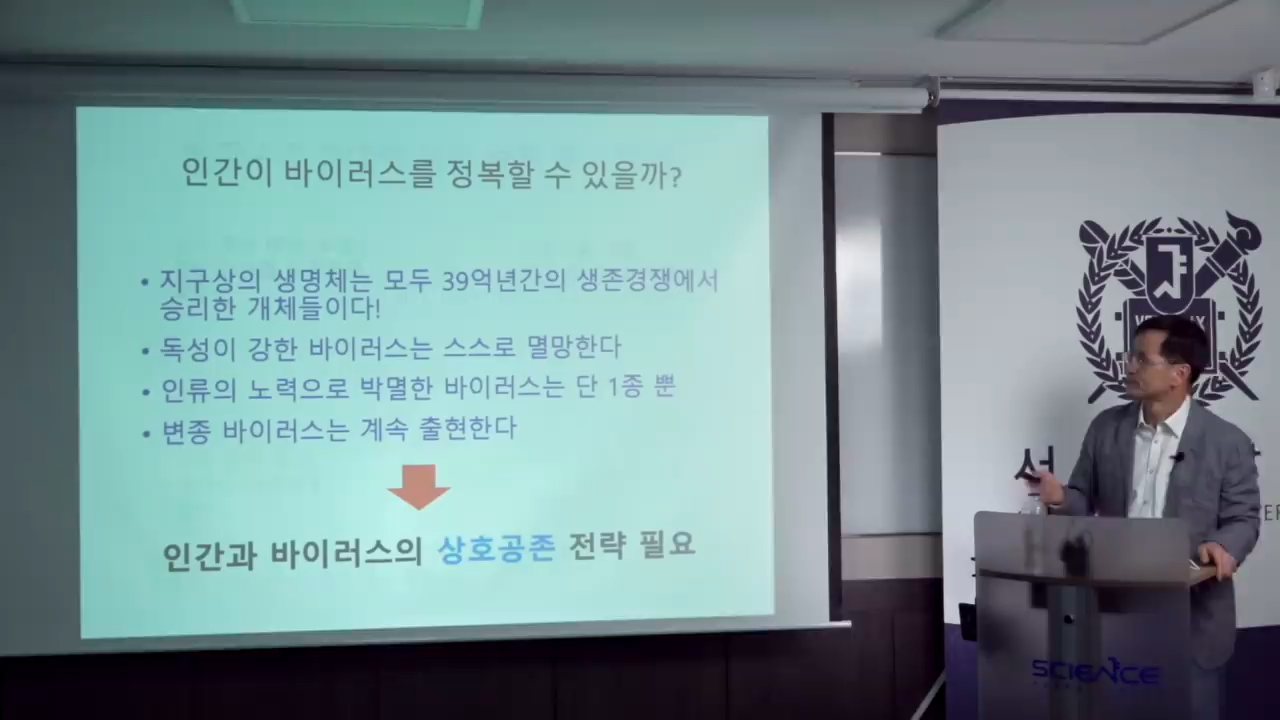 인간이 바이러스를 정복할 수 있을까?
• 지구상의 생명체는 모두 39억년간의 생존경쟁에서
승리한 개체들이다!
• 독성이 강한 바이러스는 스스로 멸망한다
• 인류의 노력으로 박멸한 바이러스는 단 1종 뿐
• 변종 바이러스는 계속 출현한다
인간과 바이러스의 상호공존 전략 필요
SCIENCE